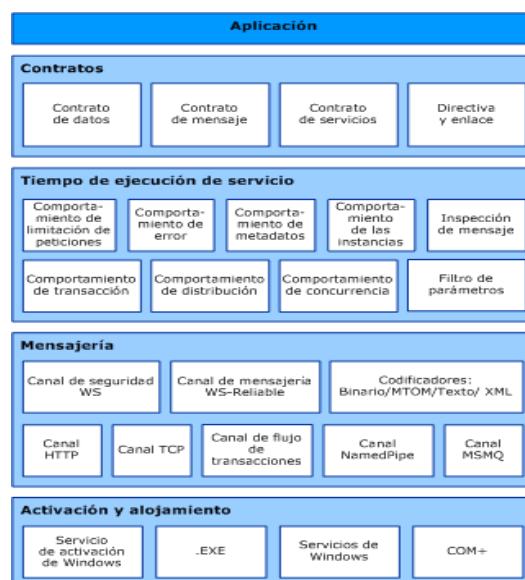 Aplicación
Contratos
Contrato
de datos
Contrato
de mensaje
Contrato
de servicios
Directiva
y enlace
Tiempo de ejecución de servicio
Comporta-
miento de
limitación de
peticiones
Comporta-
miento de
error
Comporta-
miento de
metadatos
Comporta-
miento
de las
instancias
Inspección
de mensaje
Comportamiento
de transacción
Comportamiento
de distribución
Comportamiento
de concurrencia
Filtro de
parámetros
Mensajería
Canal de seguridad
WS
Canal de mensajería
WS-Reliable
Codificadores:
Binario/MTOM/Texto/ XML
Canal
HTTP
Canal TCP
Canal de flujo
de
transacciones
Canal
NamedPipe
Canal
MSMQ
Activación y alojamiento
Servicio
de activación
de Windows
.EXE
Servicios de
Windows
COM+